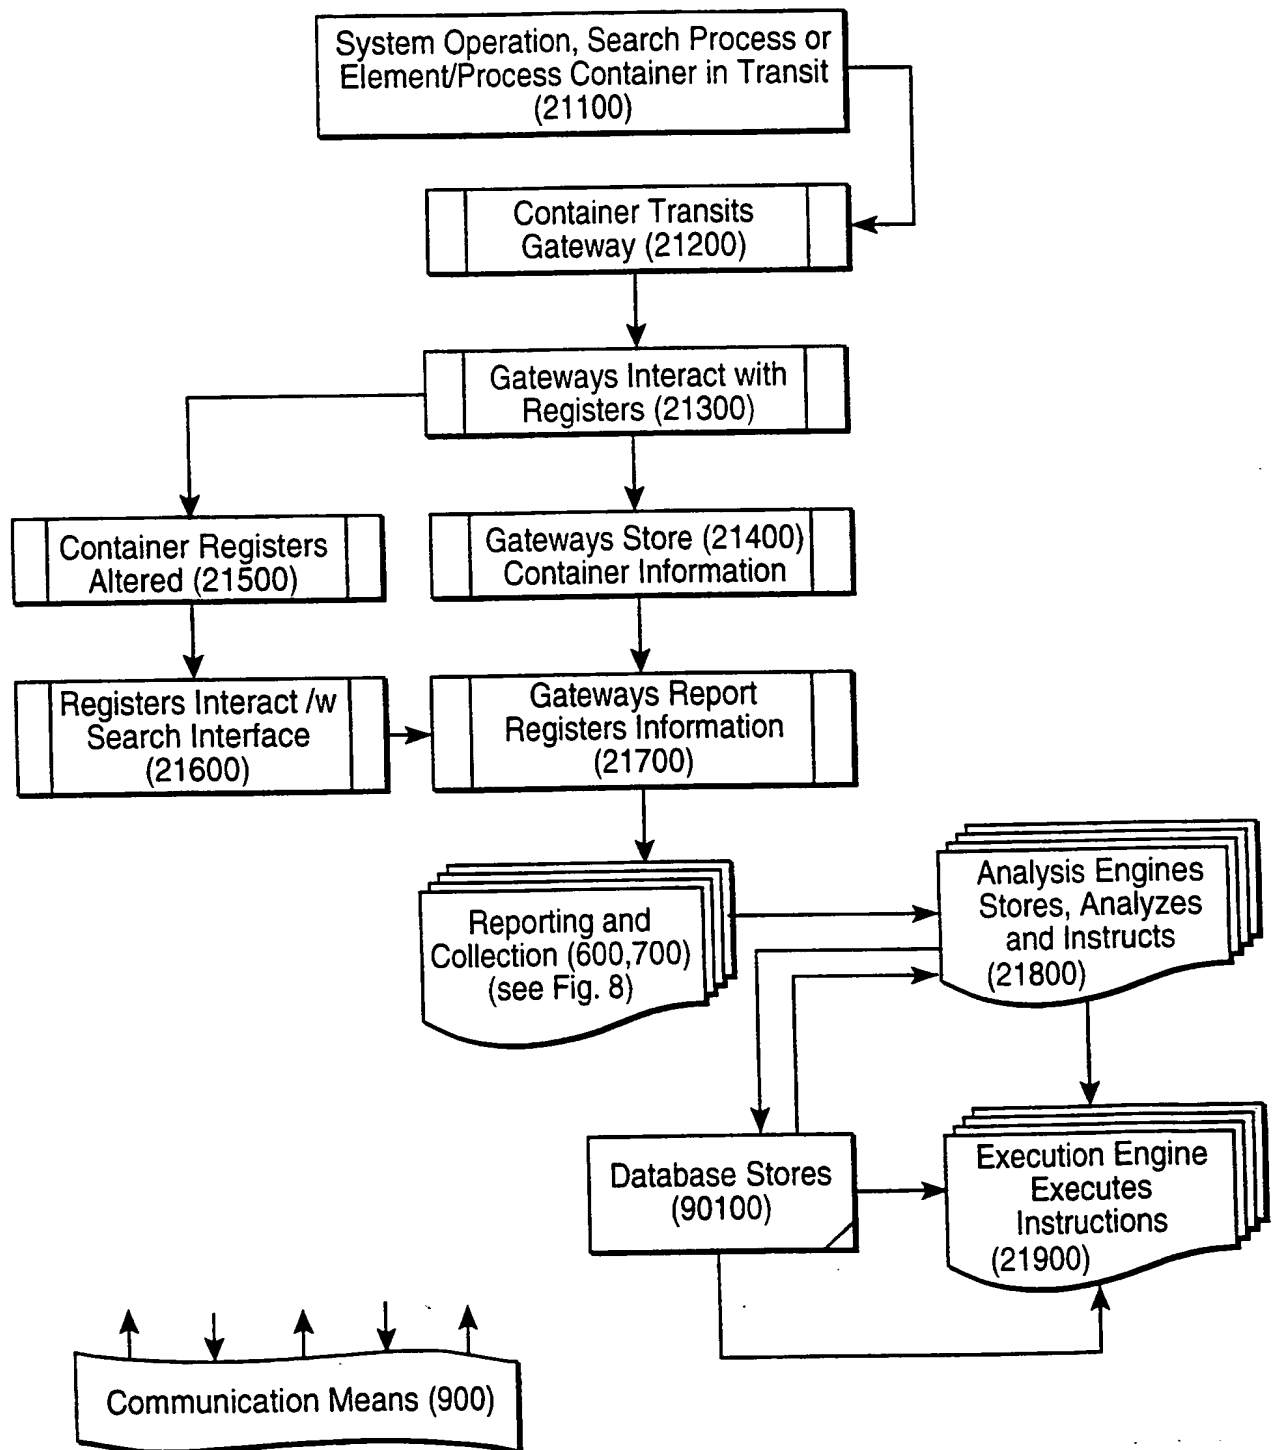 System Operation, Search Process or
Element/Process Container in Transit
(21100)
Container Transits
Gateway (21200)
Gateways Interact with
Registers (21300)
Container Registers
Altered (21500)
Gateways Store (21400)
Container Information
Registers Interact /w
Search Interface
(21600)
Gateways Report
Registers Information
(21700)
Reporting and
Collection (600,700)
(see Fig. 8)
Analysis Engines
Stores, Analyzes
and Instructs
(21800)
Database Stores
(90100)
Execution Engine
Executes
Instructions
(21900)
Communication Means (900)